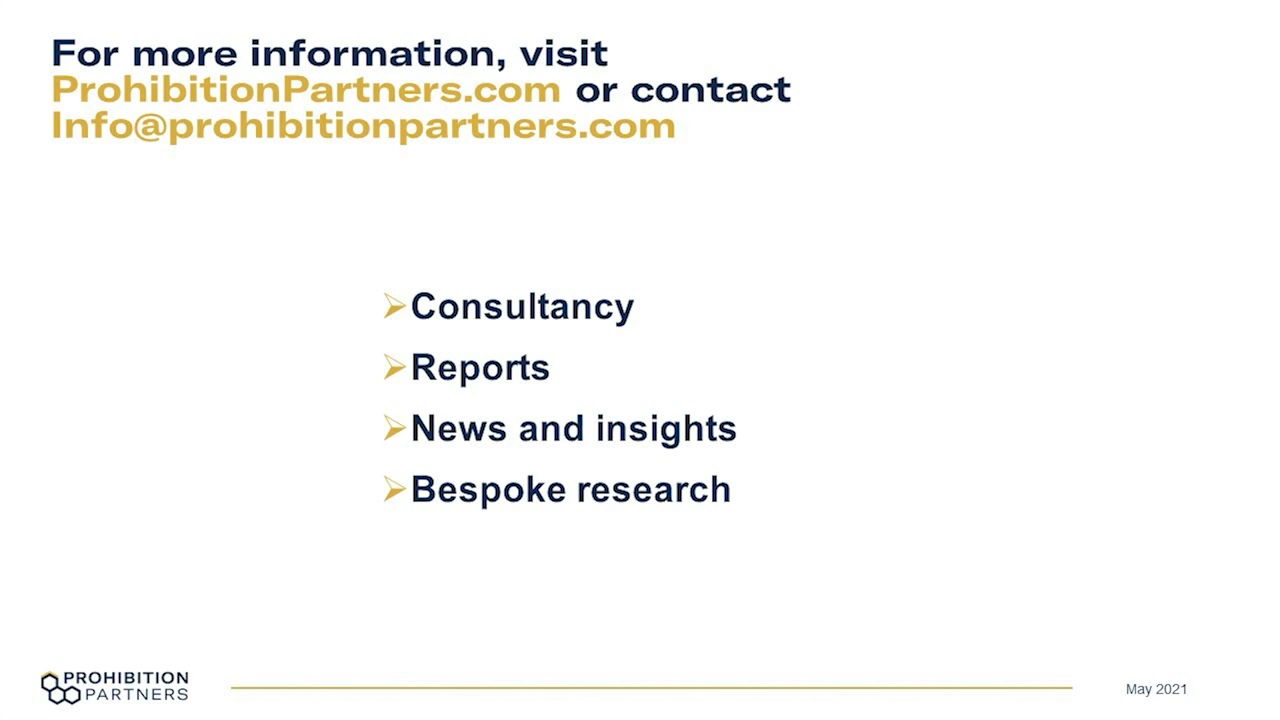 For more information, visit
ProhibitionPartners.com or contact
Info@prohibitionpartners.com
Consultancy
Reports
News and insights
Bespoke research
PROHIBITION
PARTNERS
May 2021